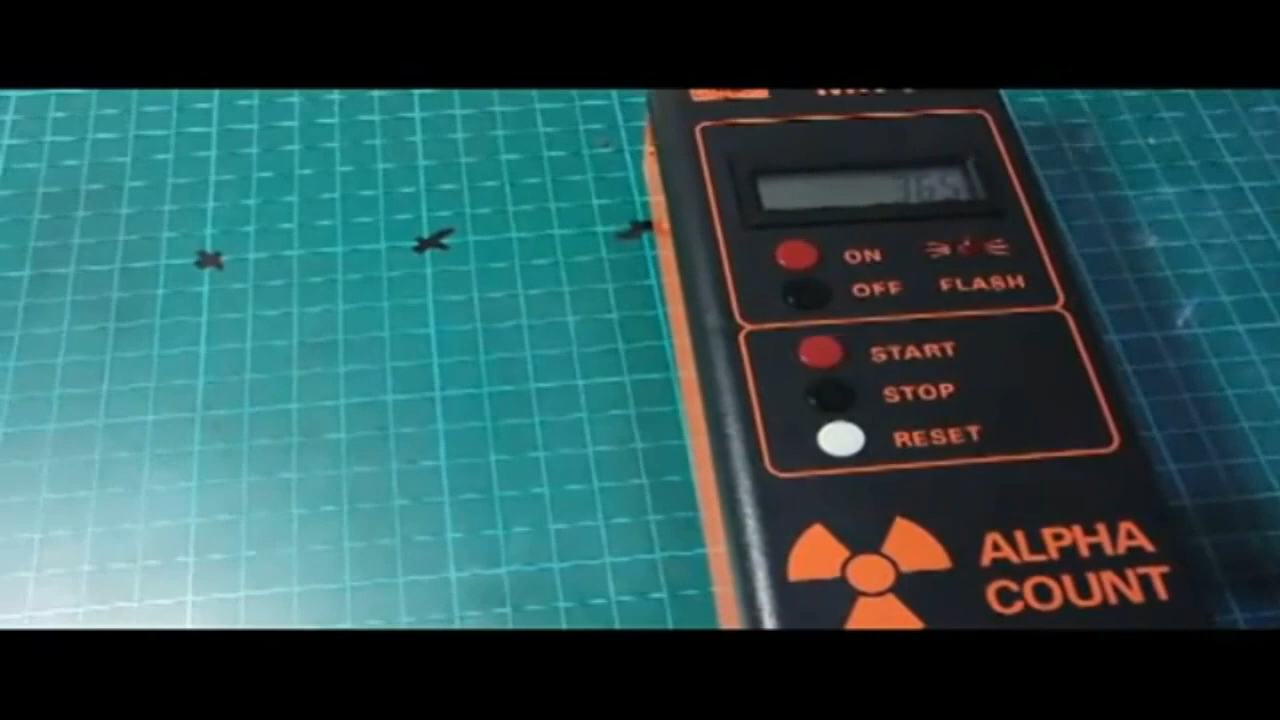 ON
OFF FLASH
START
STOP
RESET
ALPHA
COUNT